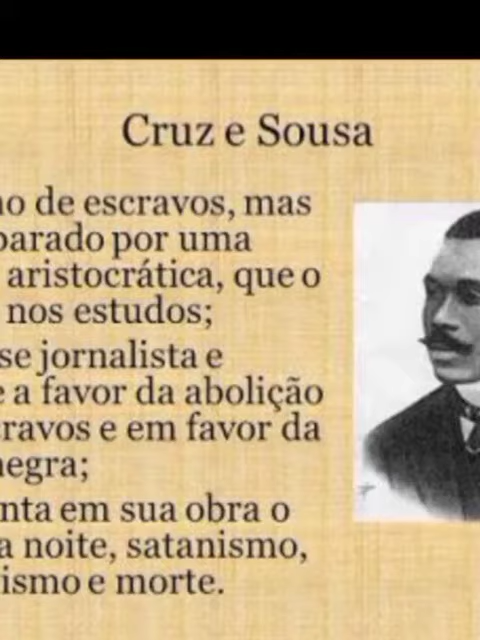 Cruz e Sousa
de escravos, mas
parado por uma
aristocrática, que o
nos estudos;
se jornalista e
e a favor da abolição
ravos e em favor da
negra;
nta em sua obra o
a noite, satanismo,
ismo e morte.